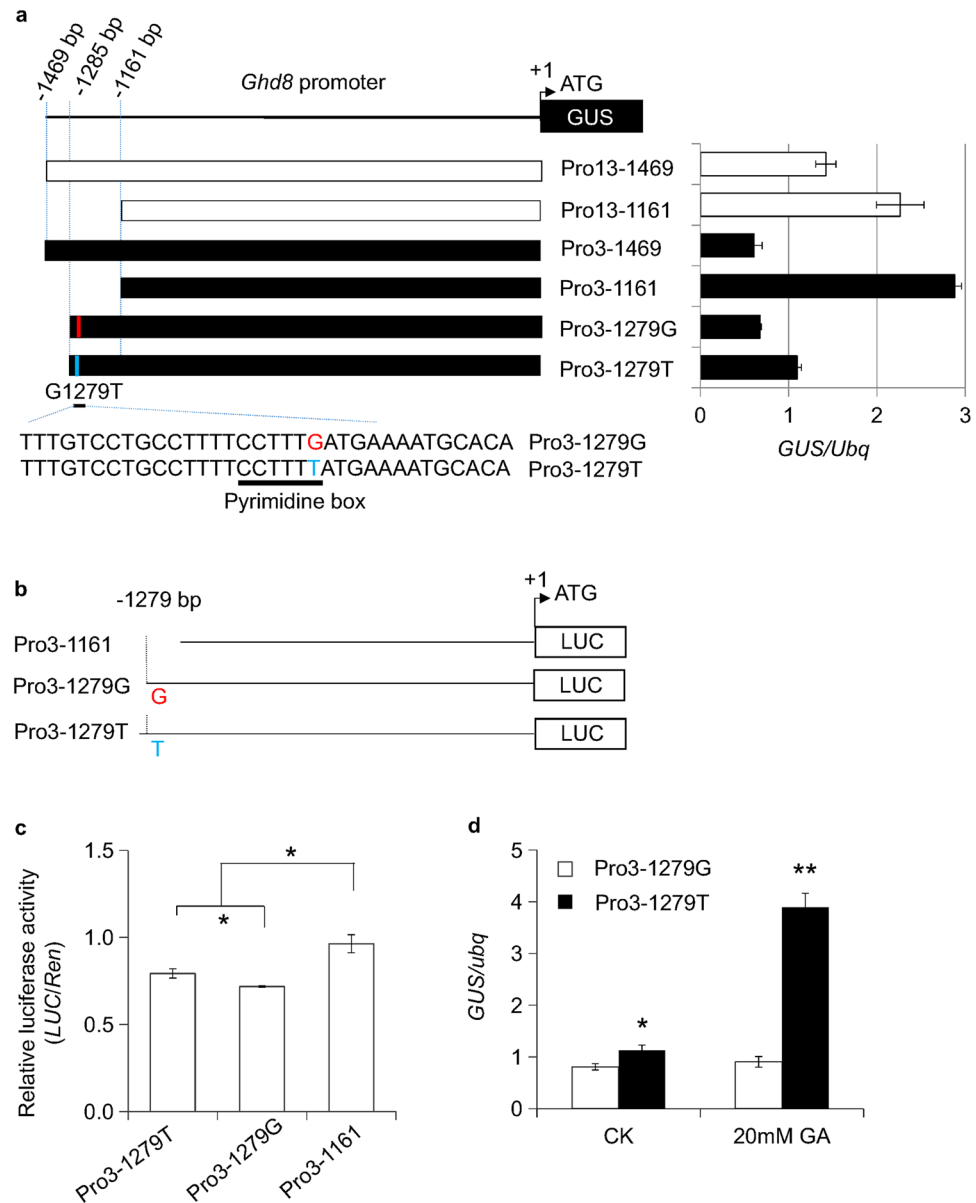 a
-1469 bp
-1285 bp
-1161 bp
Ghd8 promoter
+1
ATG
GUS
Pro13-1469
Pro13-1161
Pro3-1469
Pro3-1161
Pro3-1279G
Pro3-1279T
0 1 2 3
GUS/Ubq
G1279T
TTTGTCCTGCCTTTTCCTTTGATGAAAATGCACA Pro3-1279G
TTTGTCCTGCCTTTTCCTTTTATGAAAATGCACA Pro3-1279T
Pyrimidine box
b
-1279 bp
+1
ATG
Pro3-1161
LUC
Pro3-1279G
G
LUC
Pro3-1279T
T
LUC
c
Relative luciferase activity
(LUC/Ren)
1.5
1.0
0.5
0.0
*
*
Pro3-1279T
Pro3-1279G
Pro3-1161
d
GUS/ubq
5
4
3
2
1
0
Pro3-1279G
Pro3-1279T
*
**
CK
20mM GA